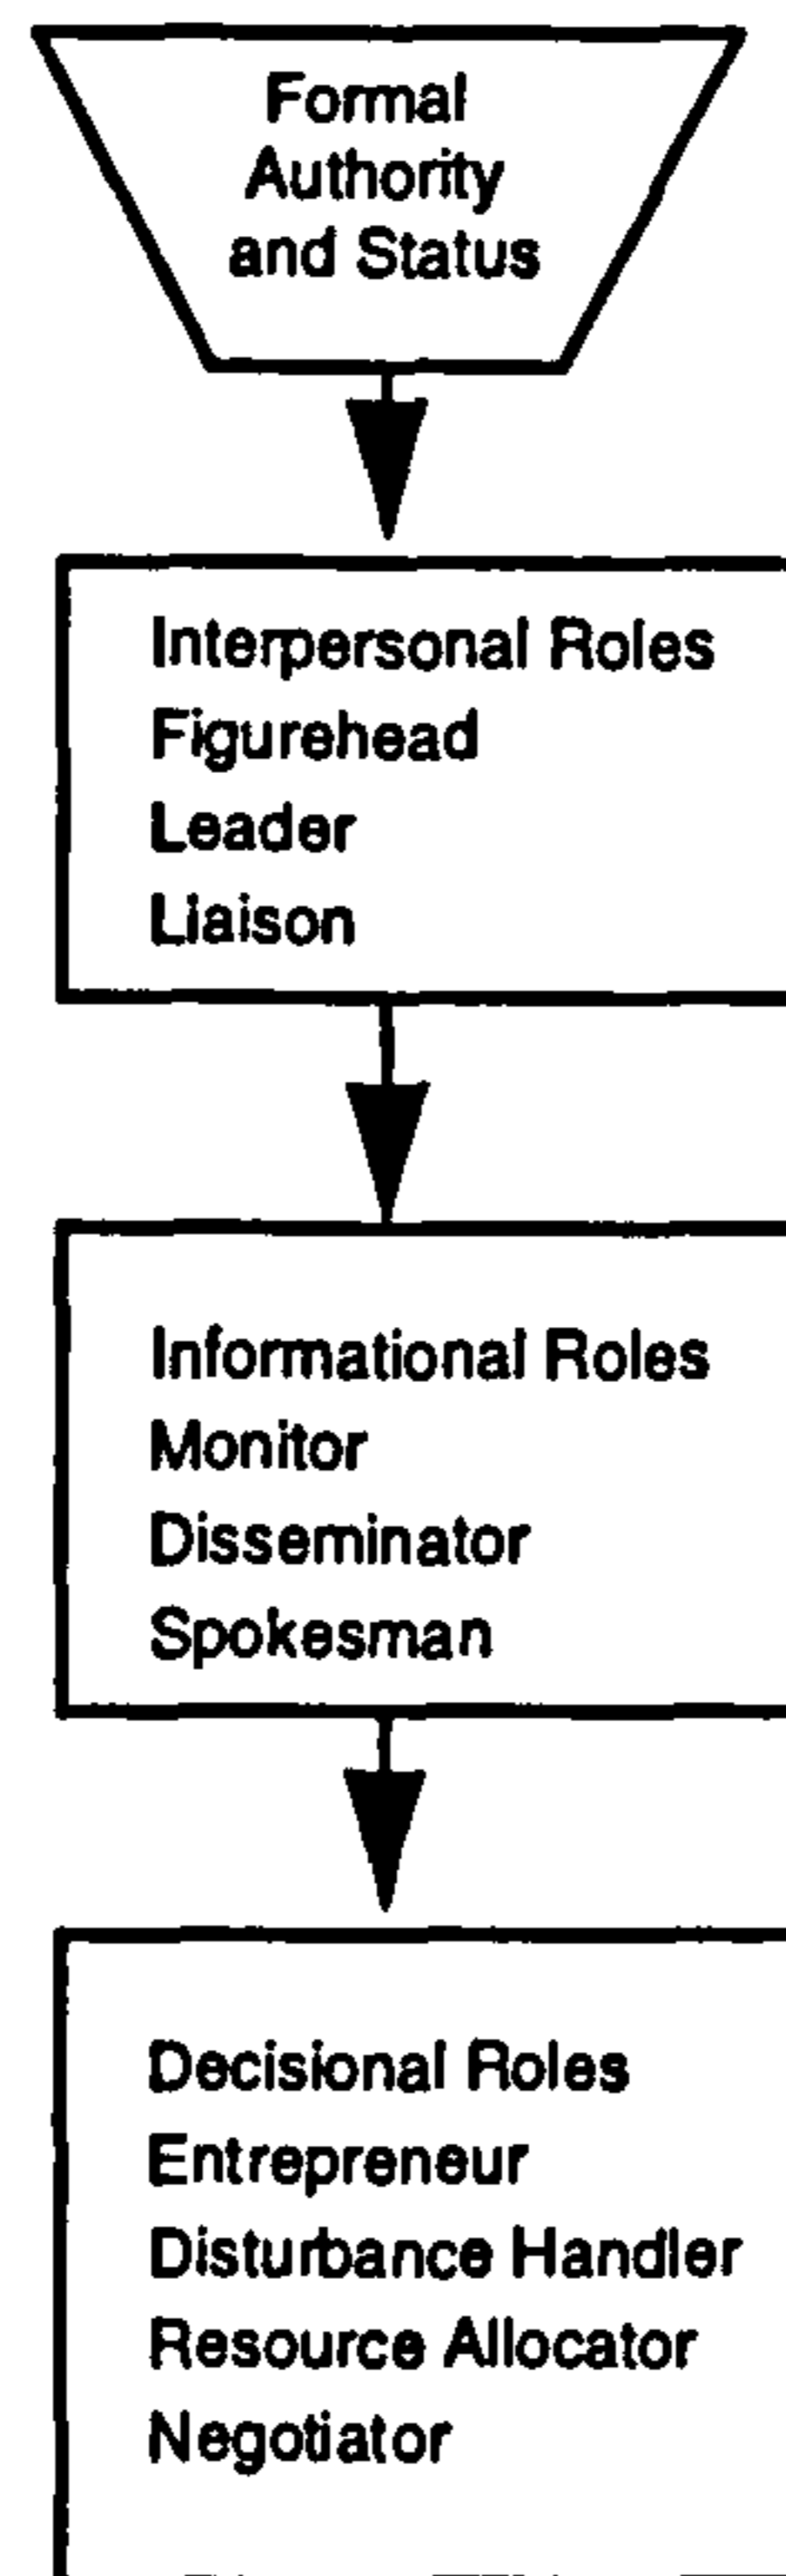 Formal
Authority
and Status
Interpersonal Roles
Figurehead
Leader
Liaison
Informational Roles
Monitor
Disseminator
Spokesman
Decisional Roles
Entrepreneur
Disturbance Handler
Resource Allocator
Negotiator